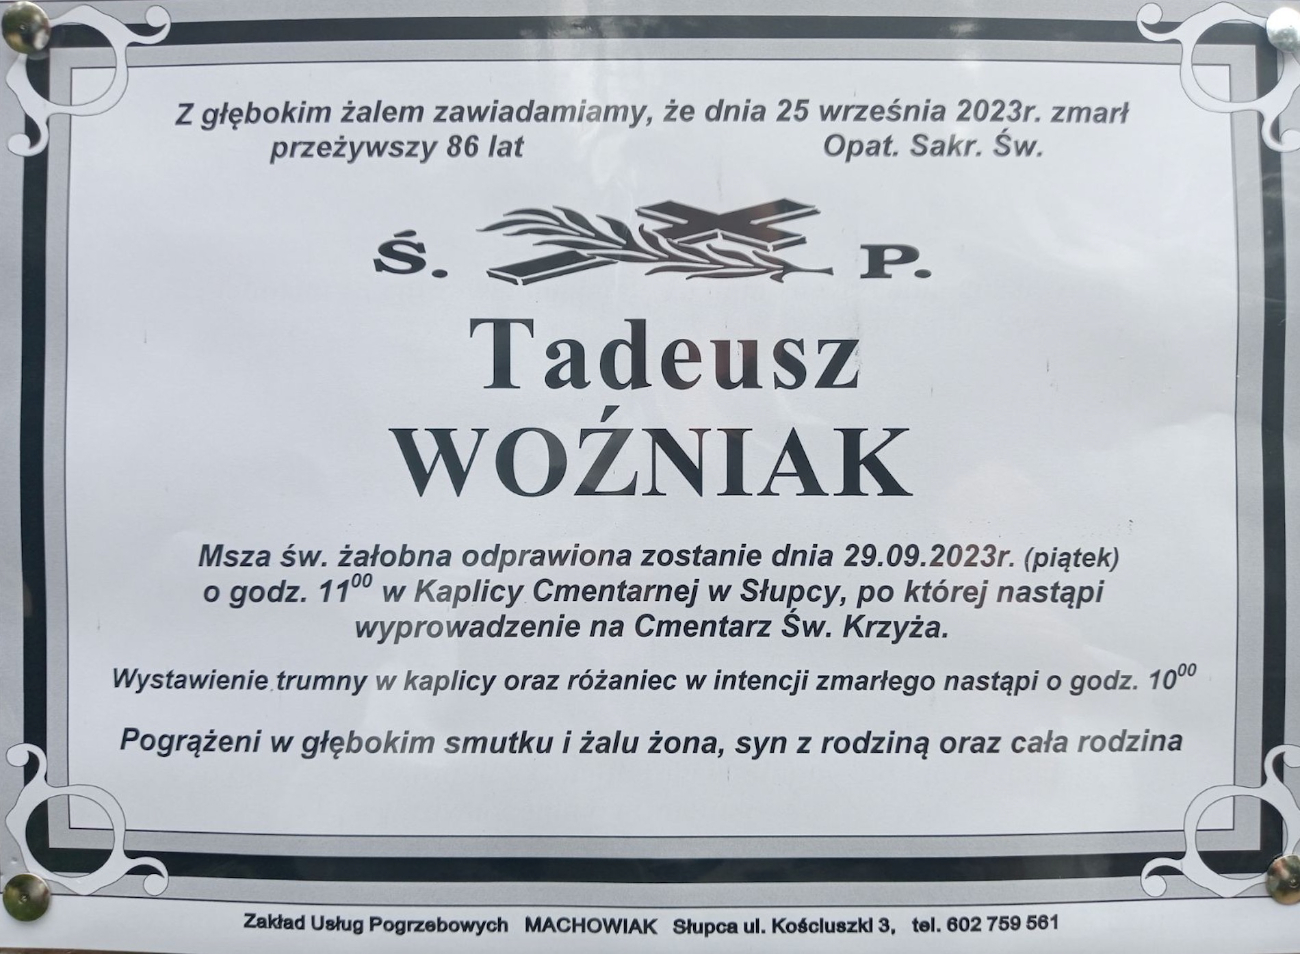 Z głębokim żalem zawiadamiamy, że dnia 25 września 2023r. zmarł
przeżywszy 86 lat Opat. Sakr. Św.
Ś. P.
Tadeusz
WOŹNIAK
Msza św. żałobna odprawiona zostanie dnia 29.09.2023r. (piątek)
o godz. 11⁰⁰ w Kaplicy Cmentarnej w Słupcy, po której nastąpi
wyprowadzenie na Cmentarz Św. Krzyża.
Wystawienie trumny w kaplicy oraz różaniec w intencji zmarłego nastąpi o godz. 10⁰⁰
Pogrążeni w głębokim smutku i żalu żona, syn z rodziną oraz cała rodzina
Zakład Usług Pogrzebowych MACHOWIAK Słupca ul. Kościuszki 3, tel. 602 759 561